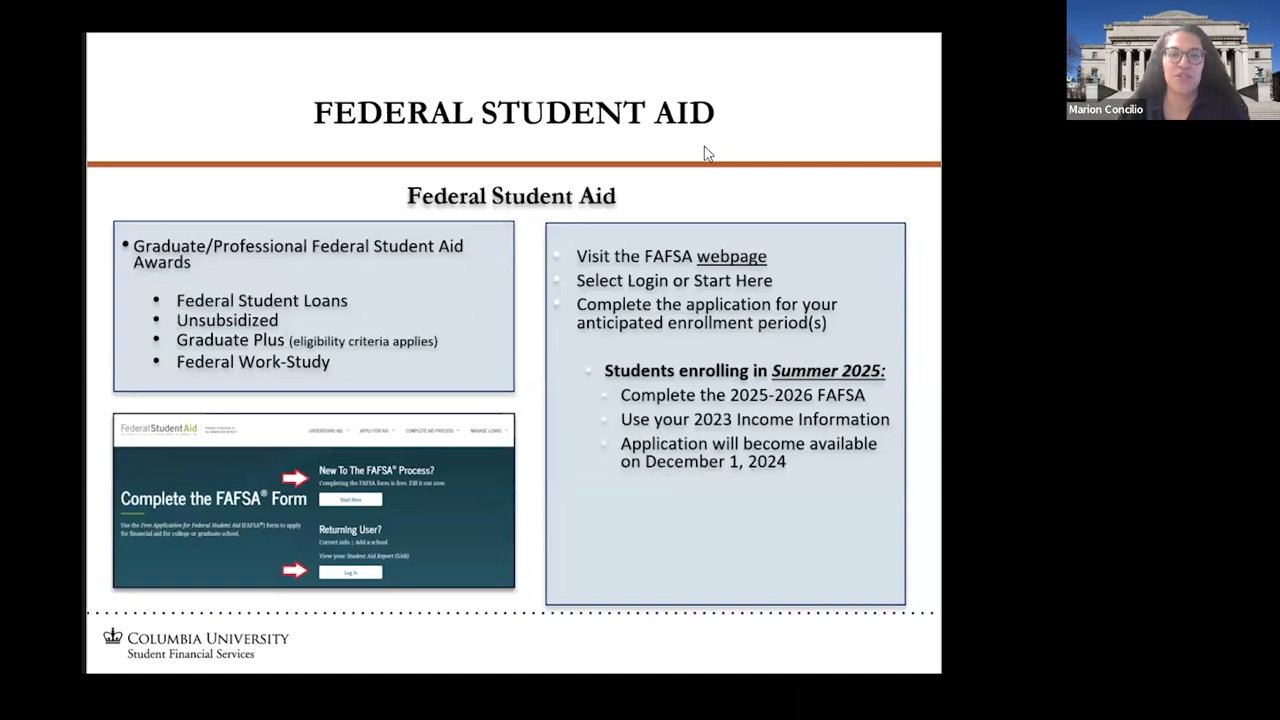 FEDERAL STUDENT AID
Federal Student Aid
• Graduate/Professional Federal Student Aid
Awards
• Federal Student Loans
• Unsubsidized
• Graduate Plus (eligibility criteria applies)
• Federal Work-Study
Visit the FAFSA webpage
Select Login or Start Here
Complete the application for your
anticipated enrollment period(s)
Students enrolling in Summer 2025:
Complete the 2025-2026 FAFSA
Use your 2023 Income Information
Application will become available
on December 1, 2024
Federal Student Aid
UNDERSTAND AID APPLY FOR AID COMPLETE AID PROCESS MANAGE LOANS
New To The FAFSA® Process?
Completing the FAFSA form is free. Fill it out now.
Start Here
Complete the FAFSA® Form
Use the Free Application for Federal Student Aid (FAFSA®) form to apply
for financial aid for college or graduate school.
Returning User?
Correct info | Add a school
View your Student Aid Report (SAR)
Log In
COLUMBIA UNIVERSITY
Student Financial Services
Marion Concilio